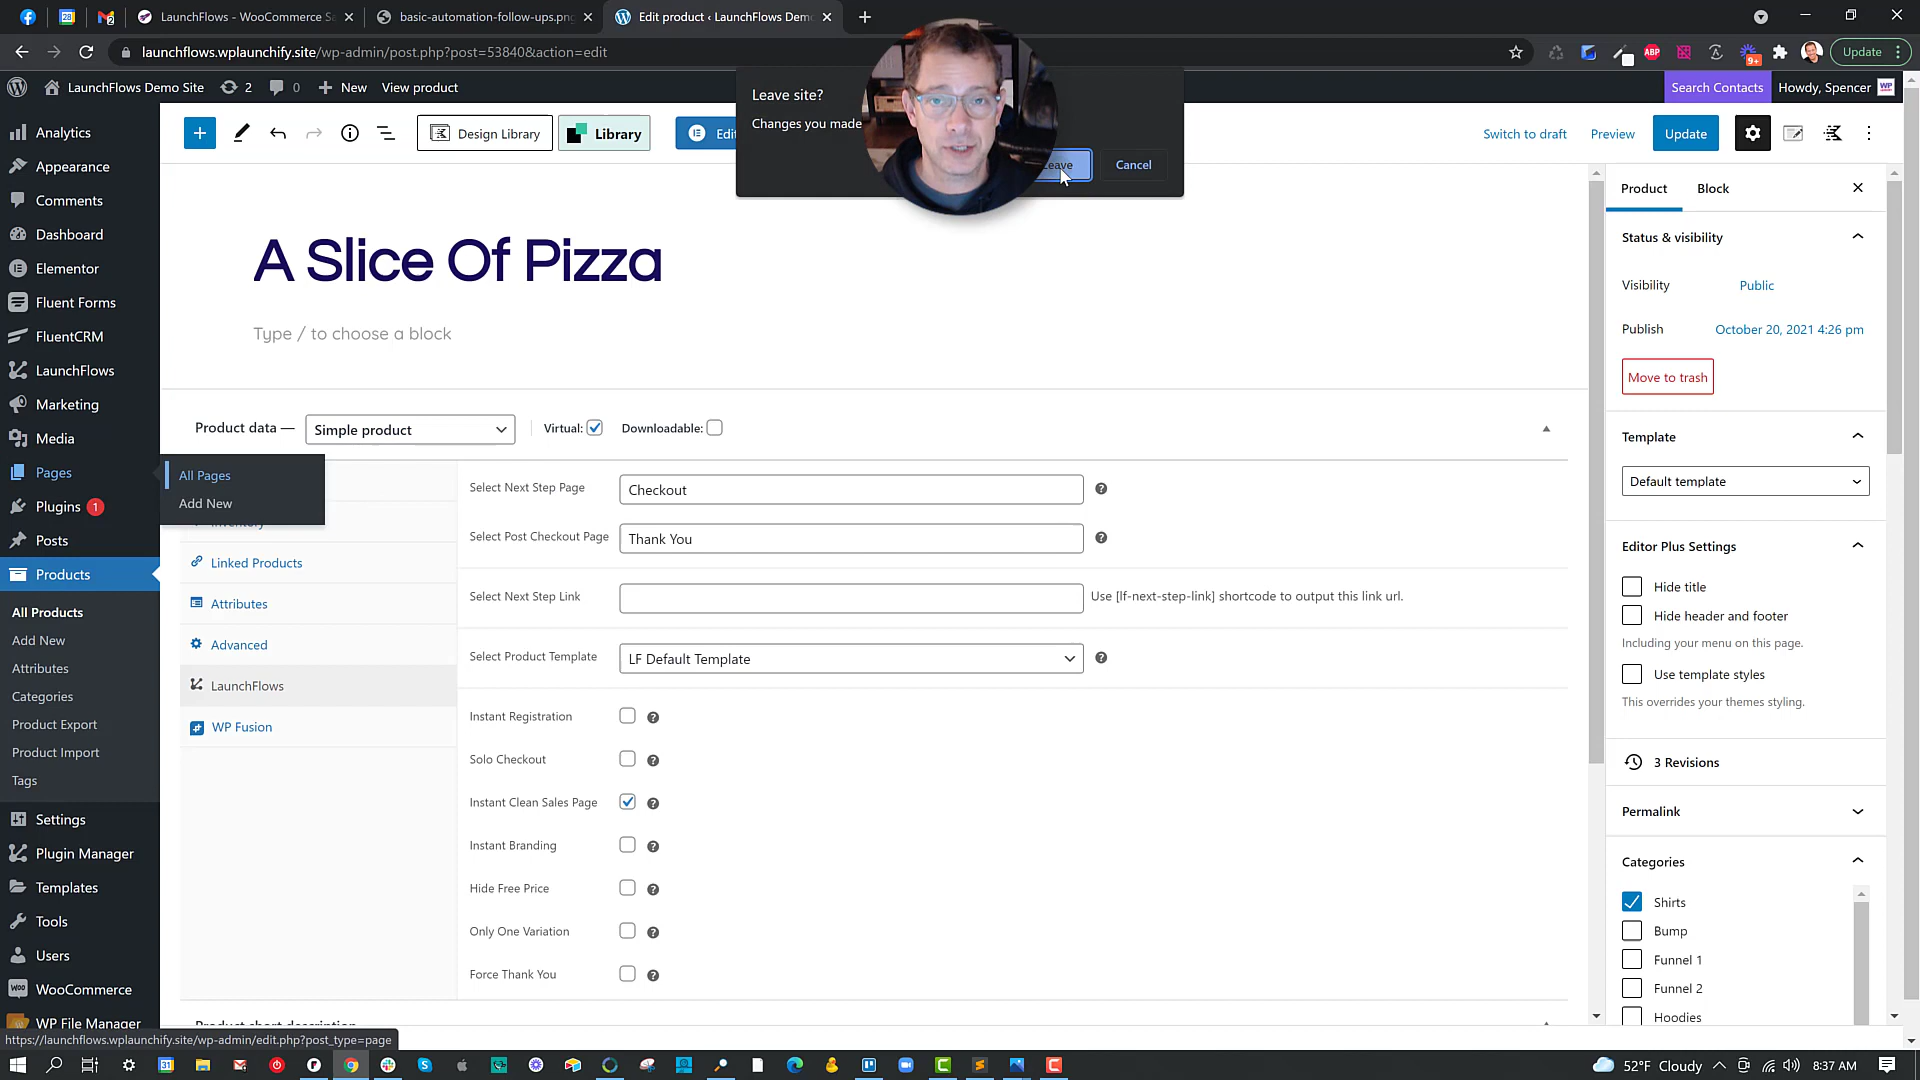 LaunchFlows - WooCommerce Sa
basic-automation-follow-ups.png
Edit product ‹ LaunchFlows Demo
launchflows.wplaunchify.site/wp-admin/post.php?post=53840&action=edit
ABP
9+
Update
LaunchFlows Demo Site
2
0
New
View product
Search Contacts
Howdy, Spencer
Leave site?
Changes you made
Leave
Cancel
Analytics
Appearance
Comments
Dashboard
Elementor
Fluent Forms
FluentCRM
LaunchFlows
Marketing
Media
Pages
All Pages
Add New
Plugins 1
Posts
Products
All Products
Add New
Attributes
Categories
Product Export
Product Import
Tags
Settings
Plugin Manager
Templates
Tools
Users
WooCommerce
WP File Manager
Design Library
Library
Edit
Switch to draft
Preview
Update
A Slice Of Pizza
Type / to choose a block
Product data —
Simple product
Virtual:
Downloadable:
Inventory
Linked Products
Attributes
Advanced
LaunchFlows
WP Fusion
Select Next Step Page
Checkout
Select Post Checkout Page
Thank You
Select Next Step Link
Use [lf-next-step-link] shortcode to output this link url.
Select Product Template
LF Default Template
Instant Registration
Solo Checkout
Instant Clean Sales Page
Instant Branding
Hide Free Price
Only One Variation
Force Thank You
Product short description
Product
Block
Status & visibility
Visibility
Public
Publish
October 20, 2021 4:26 pm
Move to trash
Template
Default template
Editor Plus Settings
Hide title
Hide header and footer
Including your menu on this page.
Use template styles
This overrides your themes styling.
3 Revisions
Permalink
Categories
Shirts
Bump
Funnel 1
Funnel 2
Hoodies
https://launchflows.wplaunchify.site/wp-admin/edit.php?post_type=page
52°F Cloudy
8:37 AM